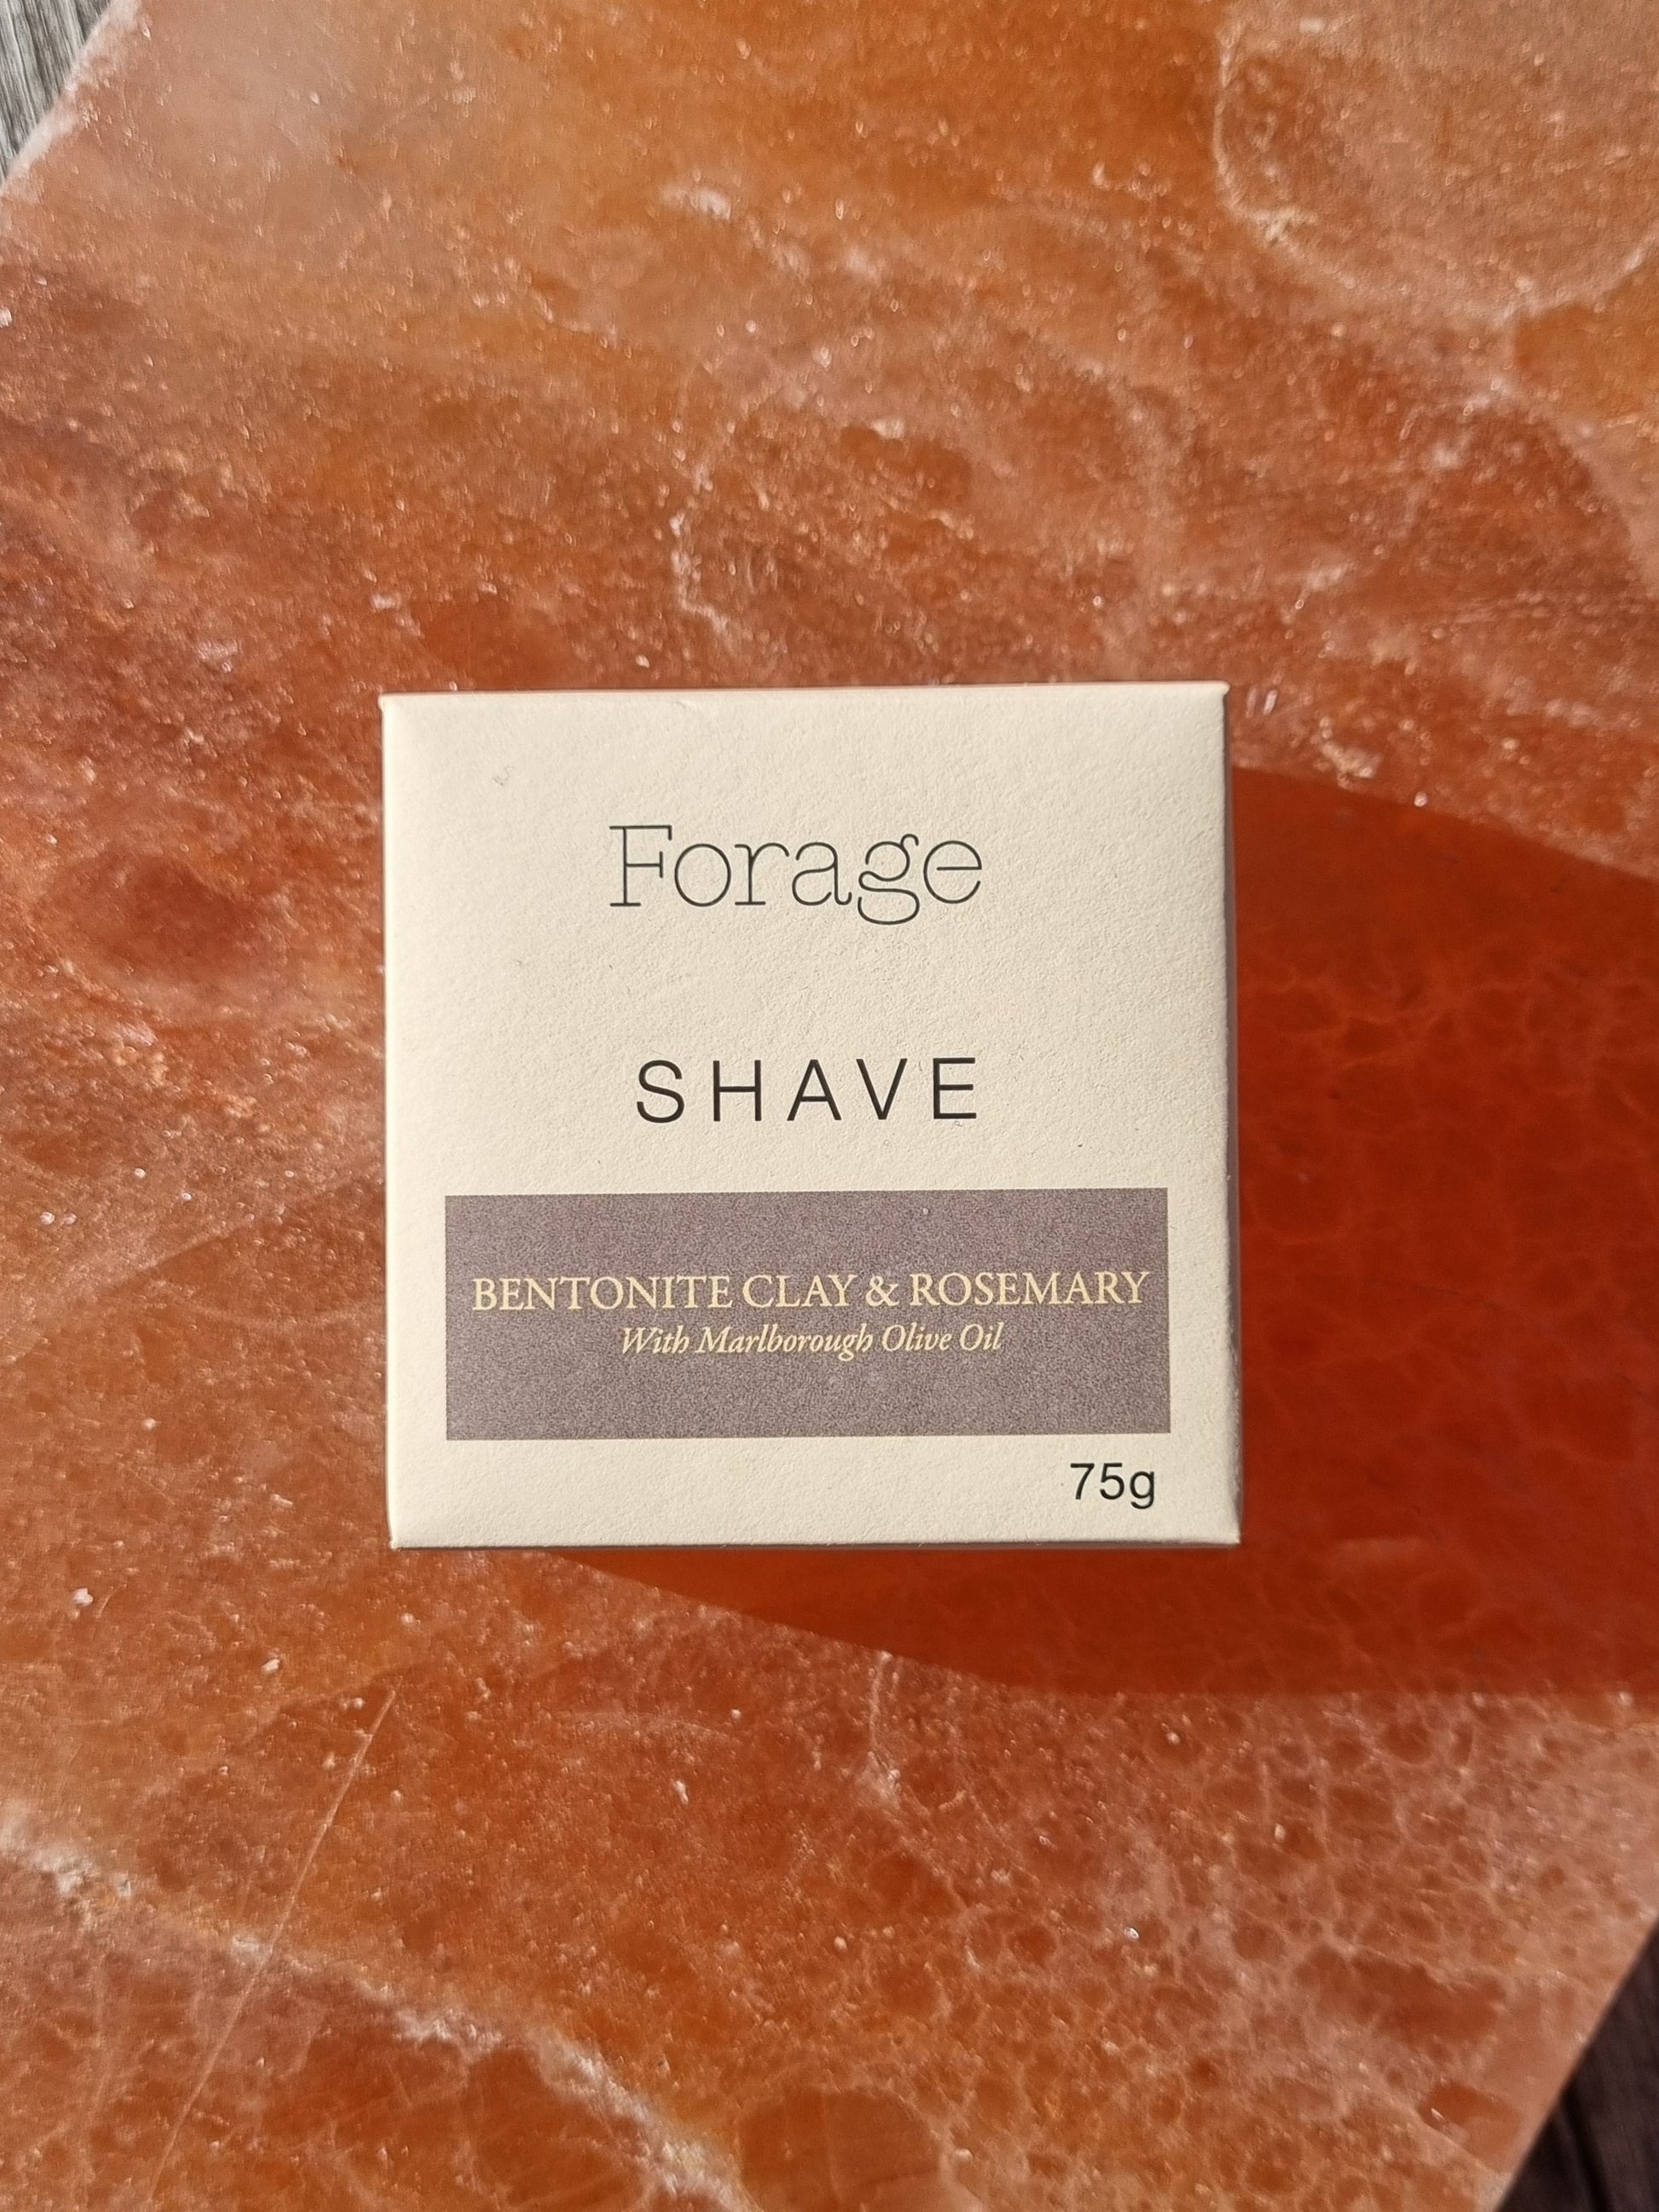 Forage
SHAVE
BENTONITE CLAY & ROSEMARY
With Marlborough Olive Oil
75g